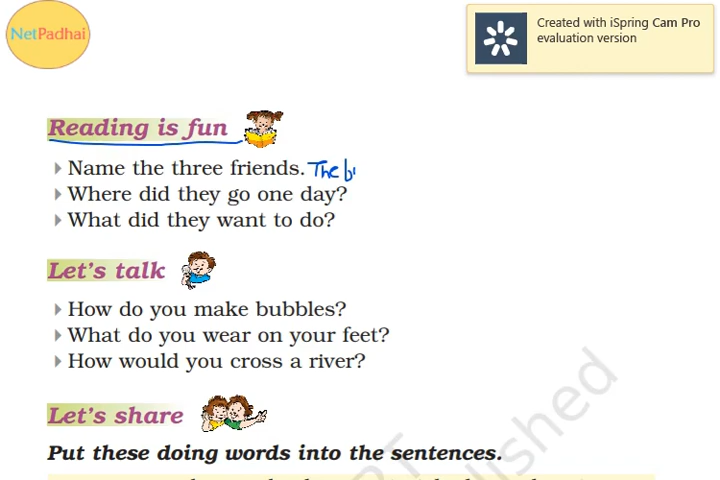 NetPadhai
Created with iSpring Cam Pro
evaluation version
Reading is fun
Name the three friends. The
Where did they go one day?
What did they want to do?
Let's talk
How do you make bubbles?
What do you wear on your feet?
How would you cross a river?
Let's share
Put these doing words into the sentences.